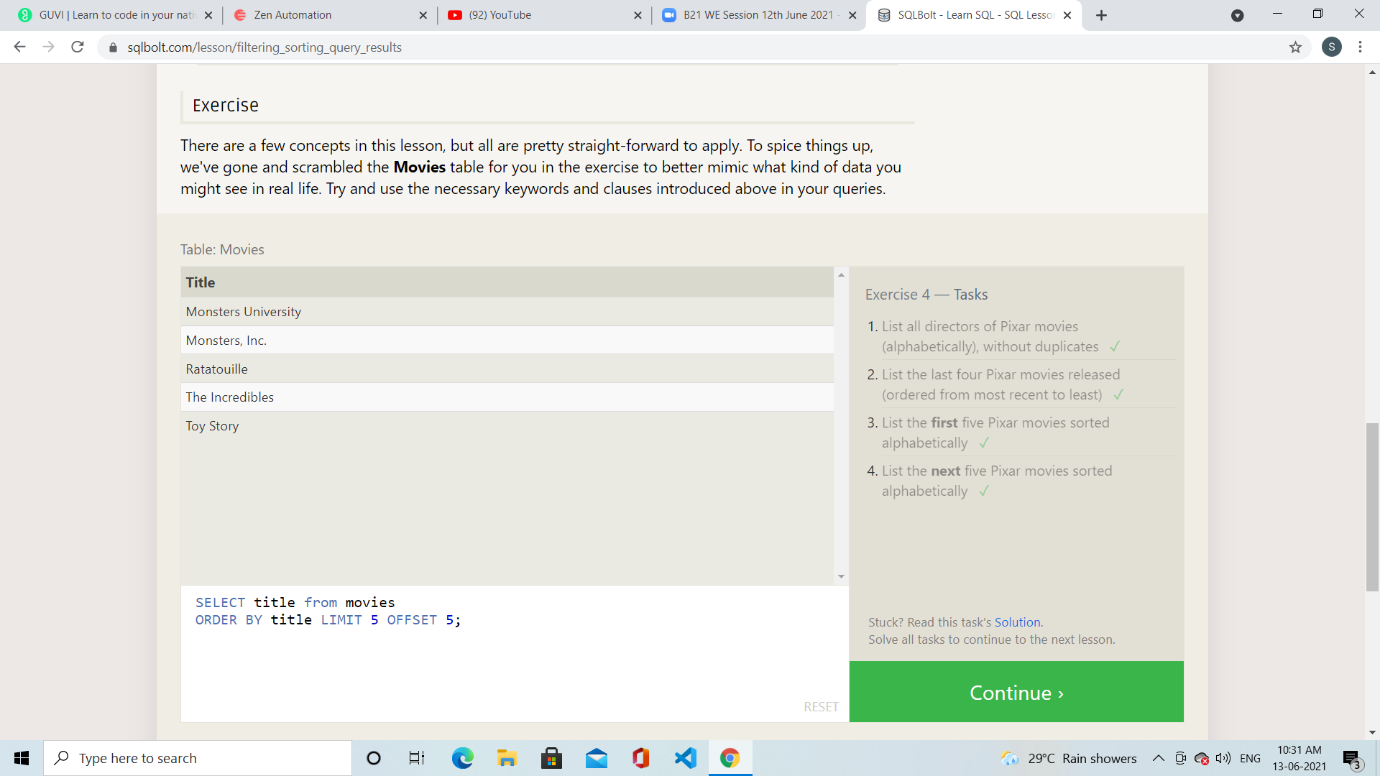 GUVI | Learn to code in your nati
Zen Automation
(92) YouTube
B21 WE Session 12th June 2021 -
SQLBolt - Learn SQL - SQL Lesson
sqlbolt.com/lesson/filtering_sorting_query_results
S
Exercise
There are a few concepts in this lesson, but all are pretty straight-forward to apply. To spice things up,
we've gone and scrambled the Movies table for you in the exercise to better mimic what kind of data you
might see in real life. Try and use the necessary keywords and clauses introduced above in your queries.
Table: Movies
Title
Monsters University
Monsters, Inc.
Ratatouille
The Incredibles
Toy Story
SELECT title from movies
ORDER BY title LIMIT 5 OFFSET 5;
RESET
Exercise 4 — Tasks
1. List all directors of Pixar movies
(alphabetically), without duplicates ✓
2. List the last four Pixar movies released
(ordered from most recent to least) ✓
3. List the first five Pixar movies sorted
alphabetically ✓
4. List the next five Pixar movies sorted
alphabetically ✓
Stuck? Read this task's Solution.
Solve all tasks to continue to the next lesson.
Continue ›
Type here to search
29°C Rain showers
ENG
10:31 AM
13-06-2021
3